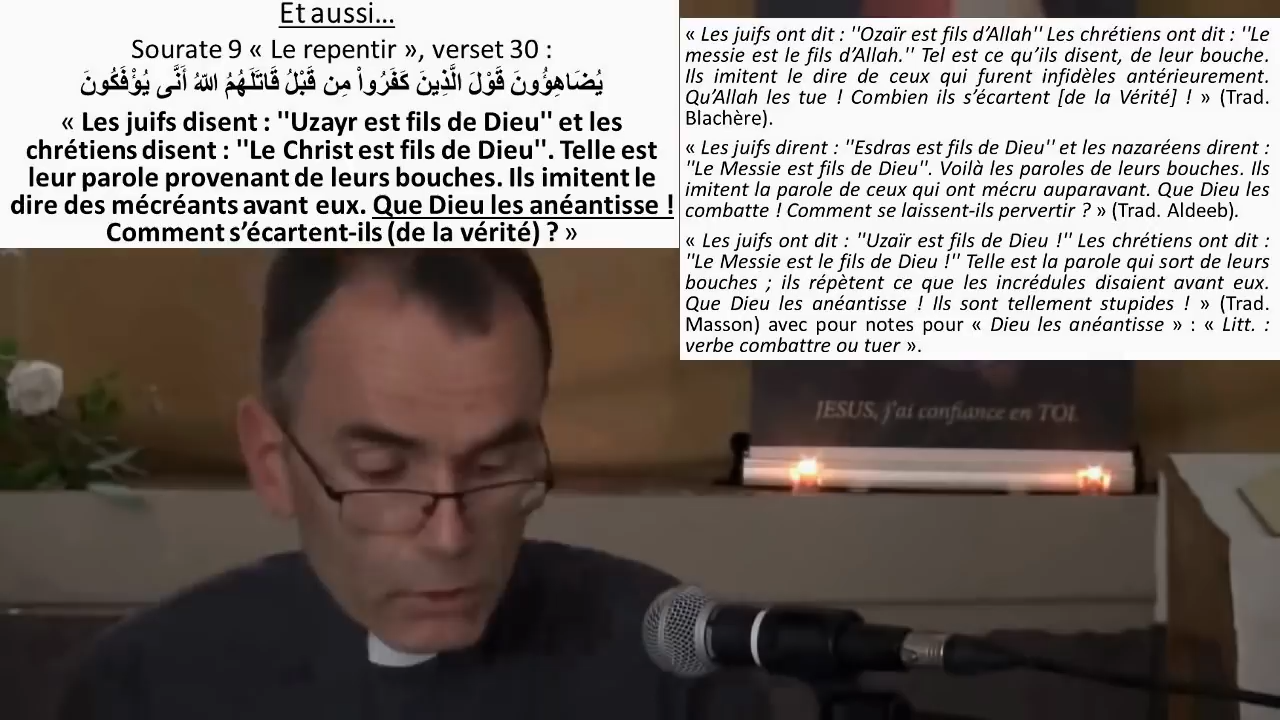 Et aussi...
Sourate 9 « Le repentir », verset 30 :
يُضَاهِؤُونَ قَوْلَ الَّذِينَ كَفَرُواْ مِن قَبْلُ قَاتَلَهُمُ اللّهُ أَنَّى يُؤْفَكُونَ
« Les juifs disent : "Uzayr est fils de Dieu" et les
chrétiens disent : "Le Christ est fils de Dieu". Telle est
leur parole provenant de leurs bouches. Ils imitent le
dire des mécréants avant eux. Que Dieu les anéantisse !
Comment s’écartent-ils (de la vérité) ? »
« Les juifs ont dit : "Ozaïr est fils d’Allah" Les chrétiens ont dit : "Le
messie est le fils d’Allah." Tel est ce qu’ils disent, de leur bouche.
Ils imitent le dire de ceux qui furent infidèles antérieurement.
Qu’Allah les tue ! Combien ils s’écartent [de la Vérité] ! » (Trad.
Blachère).
« Les juifs dirent : "Esdras est fils de Dieu" et les nazaréens dirent :
"Le Messie est fils de Dieu". Voilà les paroles de leurs bouches. Ils
imitent la parole de ceux qui ont mécru auparavant. Que Dieu les
combatte ! Comment se laissent-ils pervertir ? » (Trad. Aldeeb).
« Les juifs ont dit : "Uzaïr est fils de Dieu !" Les chrétiens ont dit :
"Le Messie est le fils de Dieu !" Telle est la parole qui sort de leurs
bouches ; ils répètent ce que les incrédules disaient avant eux.
Que Dieu les anéantisse ! Ils sont tellement stupides ! » (Trad.
Masson) avec pour notes pour « Dieu les anéantisse » : « Litt. :
verbe combattre ou tuer ».
JESUS, j'ai confiance en TOI.